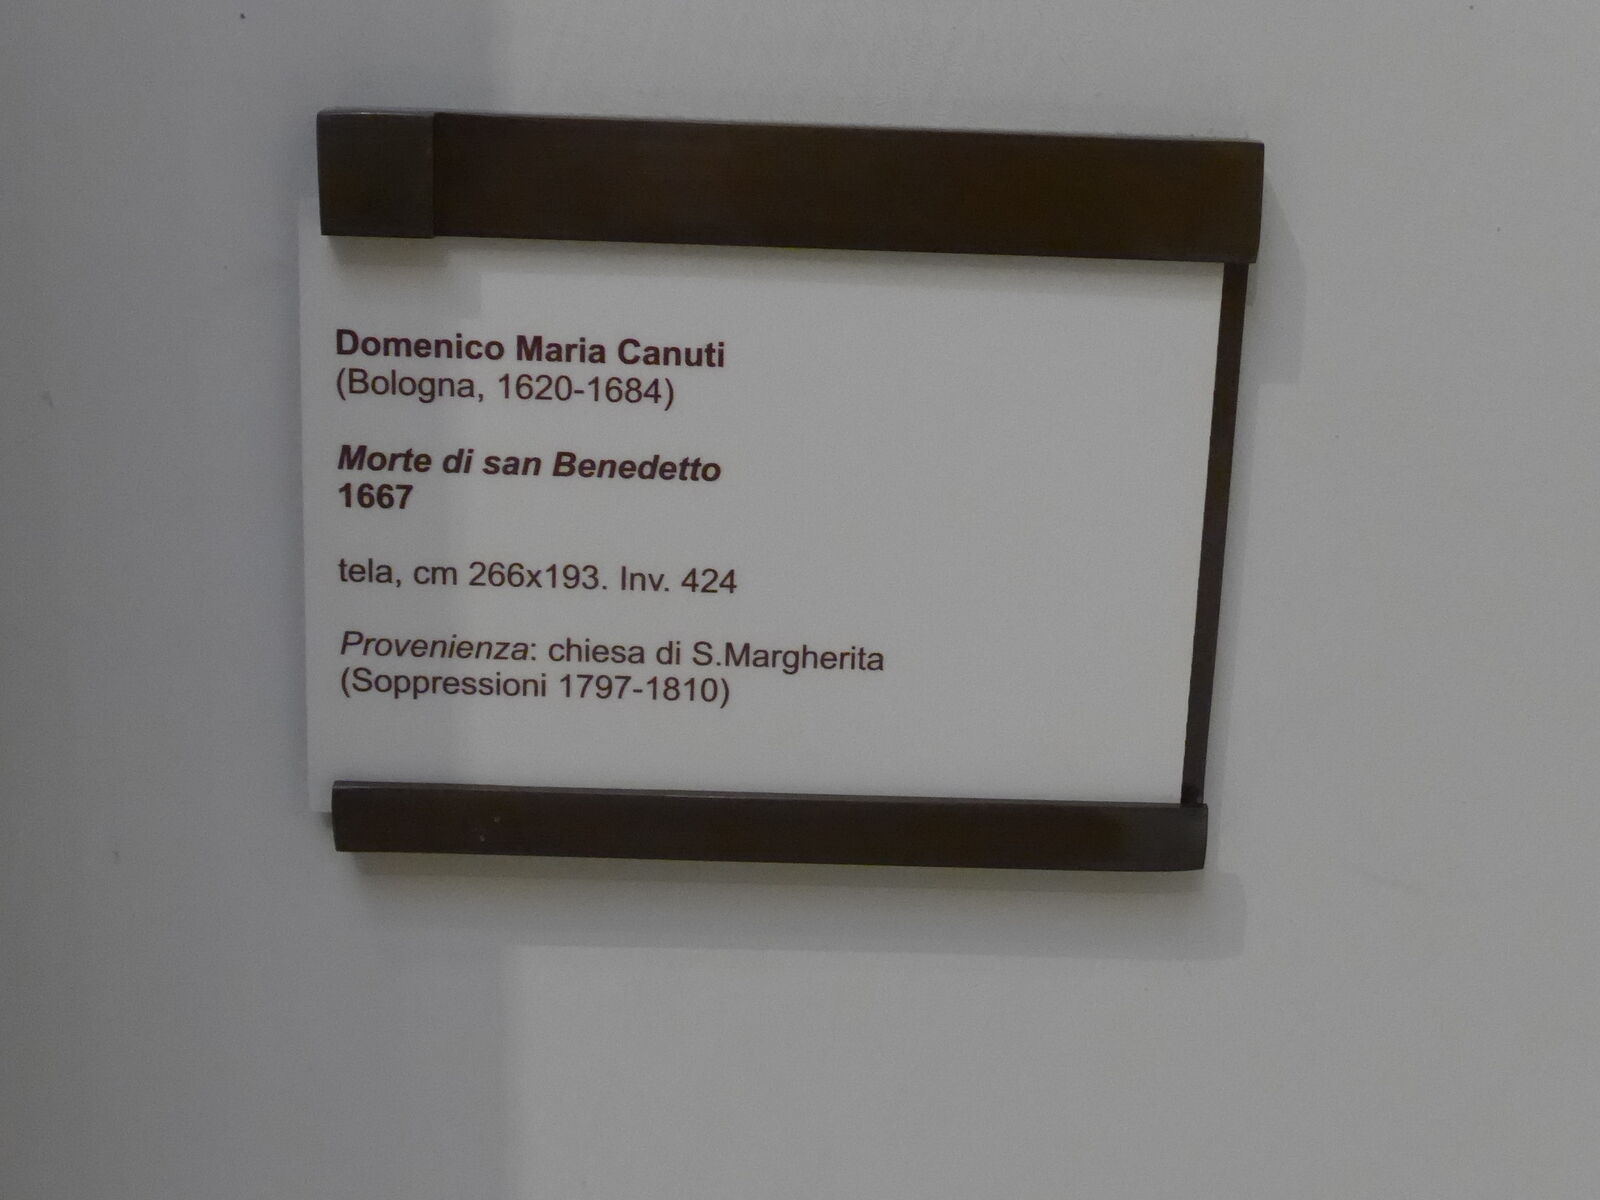 Domenico Maria Canuti
(Bologna, 1620-1684)
Morte di san Benedetto
1667
tela, cm 266x193. Inv. 424
Provenienza: chiesa di S.Margherita
(Soppressioni 1797-1810)